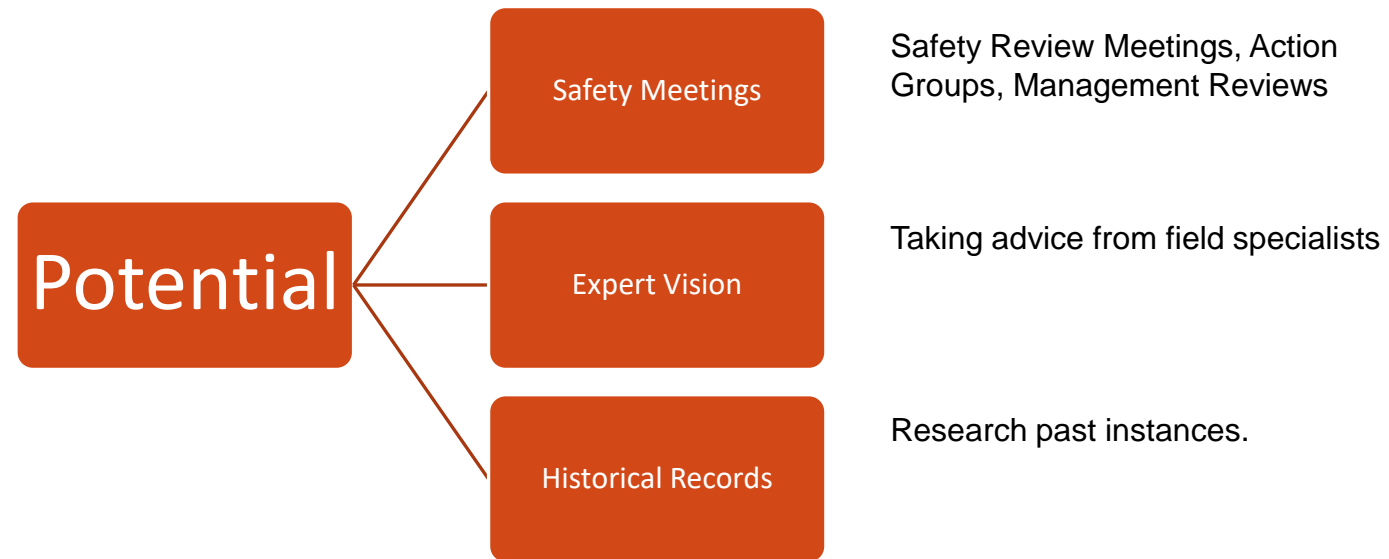 Potential
Safety Meetings
Safety Review Meetings, Action
Groups, Management Reviews
Expert Vision
Taking advice from field specialists
Historical Records
Research past instances.